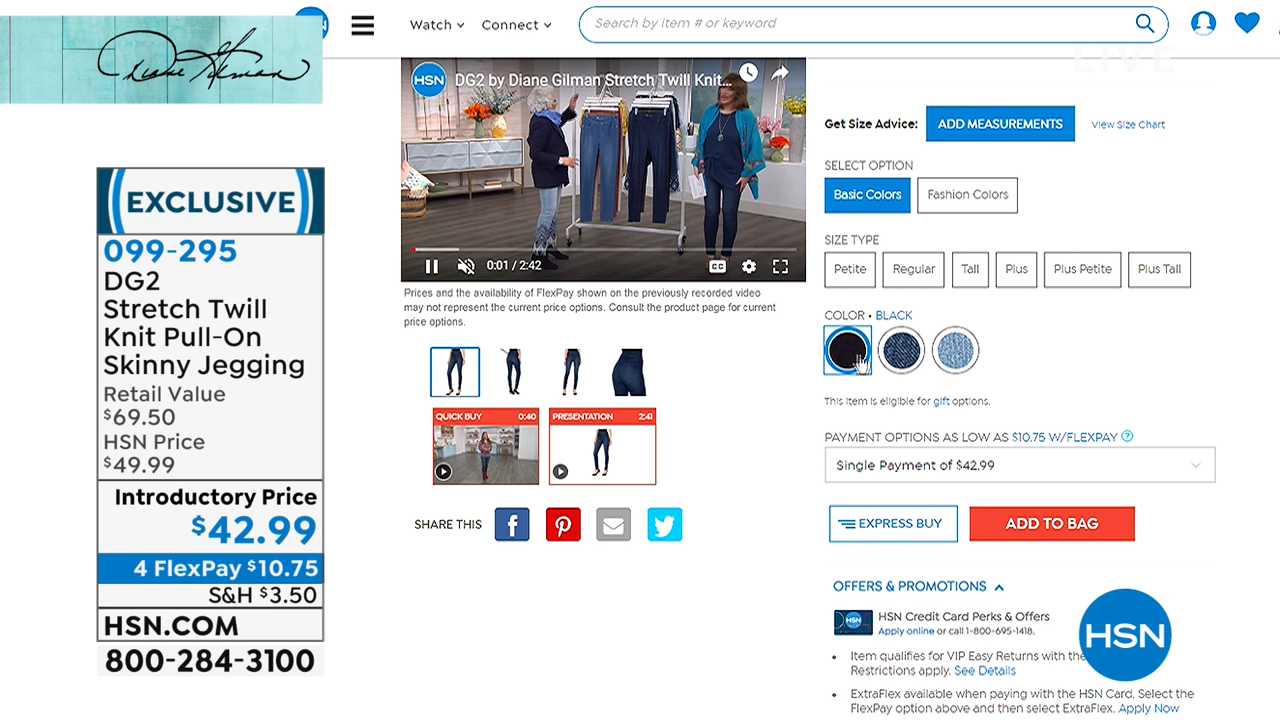 Diane Gilman
Watch
Connect
Search by item # or keyword
LIVE
EXCLUSIVE
099-295
DG2
Stretch Twill
Knit Pull-On
Skinny Jegging
Retail Value
$69.50
HSN Price
$49.99
Introductory Price
$42.99
4 FlexPay $10.75
S&H $3.50
HSN.COM
800-284-3100
HSN
DG2 by Diane Gilman Stretch Twill Knit...
0:01 / 2:42
CC
Prices and the availability of FlexPay shown on the previously recorded video
may not represent the current price options. Consult the product page for current
price options.
QUICK BUY 0:40
PRESENTATION 2:41
SHARE THIS
Get Size Advice: ADD MEASUREMENTS View Size Chart
SELECT OPTION
Basic Colors Fashion Colors
SIZE TYPE
Petite Regular Tall Plus Plus Petite Plus Tall
COLOR • BLACK
This item is eligible for gift options.
PAYMENT OPTIONS AS LOW AS $10.75 W/FLEXPAY ?
Single Payment of $42.99
EXPRESS BUY ADD TO BAG
OFFERS & PROMOTIONS
HSN Credit Card Perks & Offers
Apply online or call 1-800-695-1418.
• Item qualifies for VIP Easy Returns with the
Restrictions apply. See Details
• ExtraFlex available when paying with the HSN Card. Select the
FlexPay option above and then select ExtraFlex. Apply Now
HSN